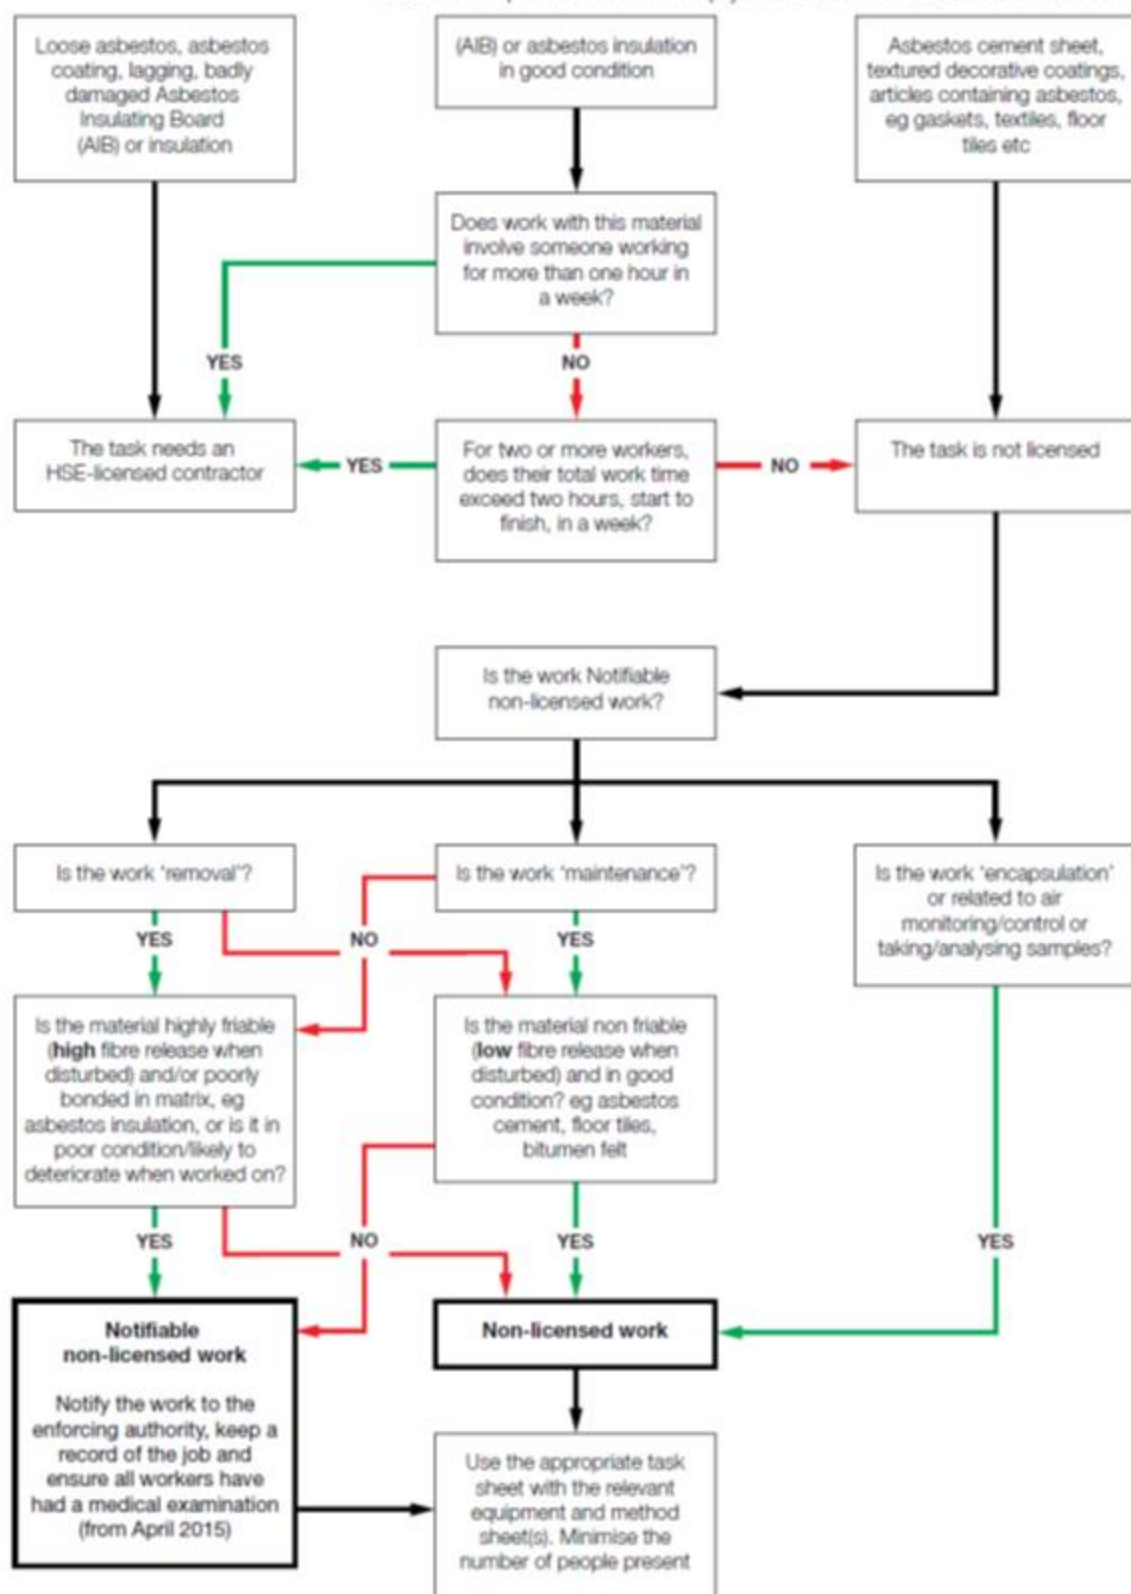 Loose asbestos, asbestos
coating, lagging, badly
damaged Asbestos
Insulating Board
(AIB) or insulation
(AIB) or asbestos insulation
in good condition
Asbestos cement sheet,
textured decorative coatings,
articles containing asbestos,
eg gaskets, textiles, floor
tiles etc
Does work with this material
involve someone working
for more than one hour in
a week?
YES
NO
The task needs an
HSE-licensed contractor
YES
For two or more workers,
does their total work time
exceed two hours, start to
finish, in a week?
NO
The task is not licensed
Is the work Notifiable
non-licensed work?
Is the work 'removal'?
Is the work 'maintenance'?
Is the work 'encapsulation'
or related to air
monitoring/control or
taking/analysing samples?
YES
NO
YES
Is the material highly friable
(high fibre release when
disturbed) and/or poorly
bonded in matrix, eg
asbestos insulation, or is it in
poor condition/likely to
deteriorate when worked on?
Is the material non friable
(low fibre release when
disturbed) and in good
condition? eg asbestos
cement, floor tiles,
bitumen felt
YES
NO
YES
YES
Notifiable
non-licensed work
Notify the work to the
enforcing authority, keep a
record of the job and
ensure all workers have
had a medical examination
(from April 2015)
Non-licensed work
Use the appropriate task
sheet with the relevant
equipment and method
sheet(s). Minimise the
number of people present